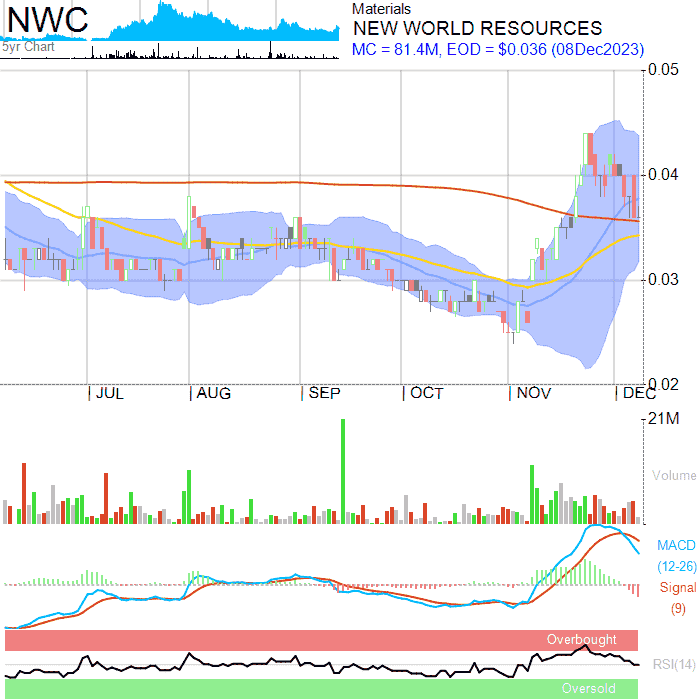 NWC
5yr Chart
Materials
NEW WORLD RESOURCES
MC = 81.4M, EOD = $0.036 (08Dec2023)
0.05
0.04
0.03
0.02
JUL AUG SEP OCT NOV DEC
21M
Volume
MACD
(12-26)
Signal
(9)
Overbought
RSI(14)
Oversold